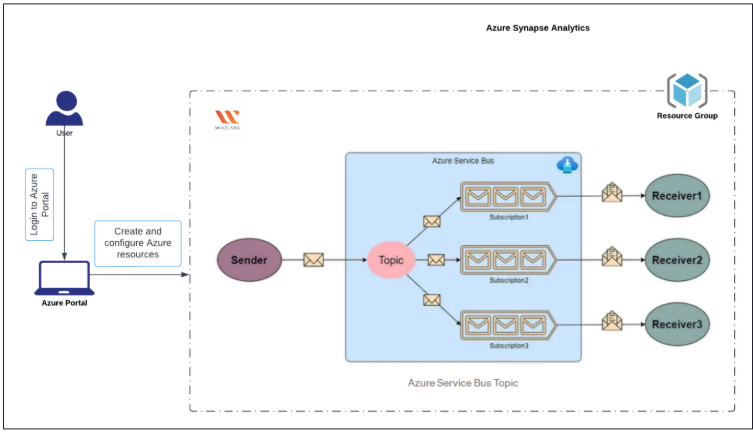 Azure Synapse Analytics
Resource Group
WHIZLABS
User
Login to Azure
Portal
Create and
configure Azure
resources
Azure Portal
Azure Service Bus
Subscription1
Receiver1
Sender
Topic
Subscription2
Receiver2
Subscription3
Receiver3
Azure Service Bus Topic